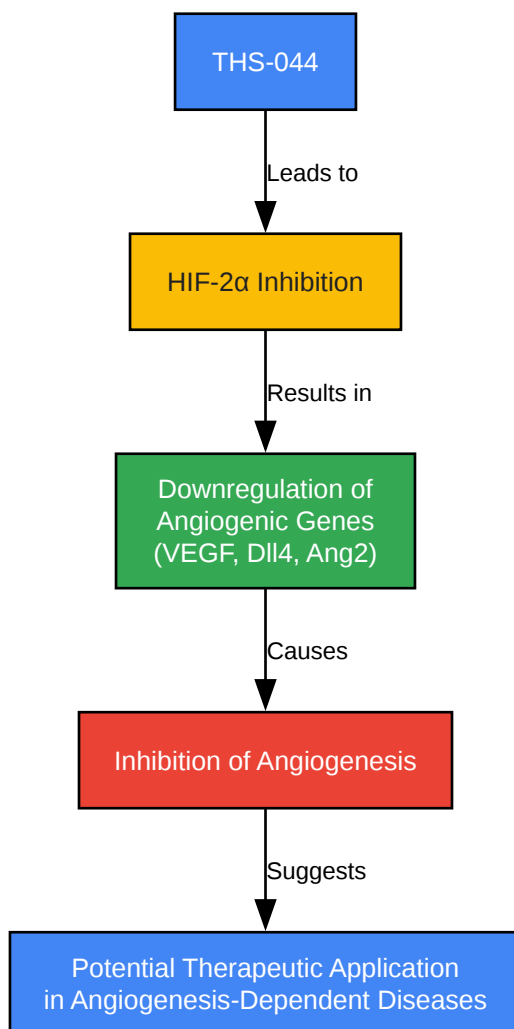 THS-044
Leads to
HIF-2α Inhibition
Results in
Downregulation of
Angiogenic Genes
(VEGF, Dll4, Ang2)
Causes
Inhibition of Angiogenesis
Suggests
Potential Therapeutic Application
in Angiogenesis-Dependent Diseases